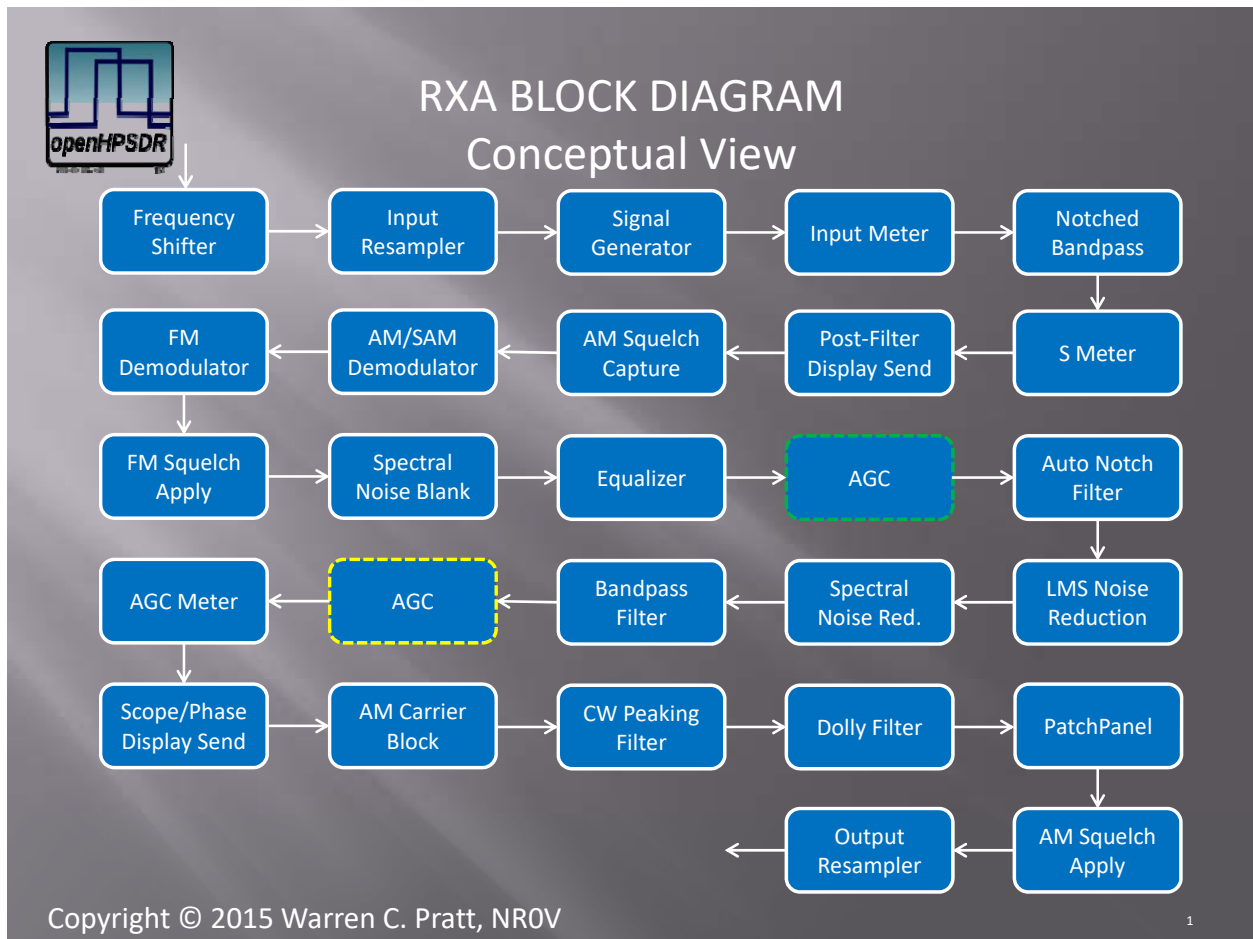 openHPSDR
RXA BLOCK DIAGRAM
Conceptual View
Frequency
Shifter
Input
Resampler
Signal
Generator
Input Meter
Notched
Bandpass
FM
Demodulator
AM/SAM
Demodulator
AM Squelch
Capture
Post-Filter
Display Send
S Meter
FM Squelch
Apply
Spectral
Noise Blank
Equalizer
AGC
Auto Notch
Filter
AGC Meter
AGC
Bandpass
Filter
Spectral
Noise Red.
LMS Noise
Reduction
Scope/Phase
Display Send
AM Carrier
Block
CW Peaking
Filter
Dolly Filter
PatchPanel
Output
Resampler
AM Squelch
Apply
Copyright © 2015 Warren C. Pratt, NR0V
1